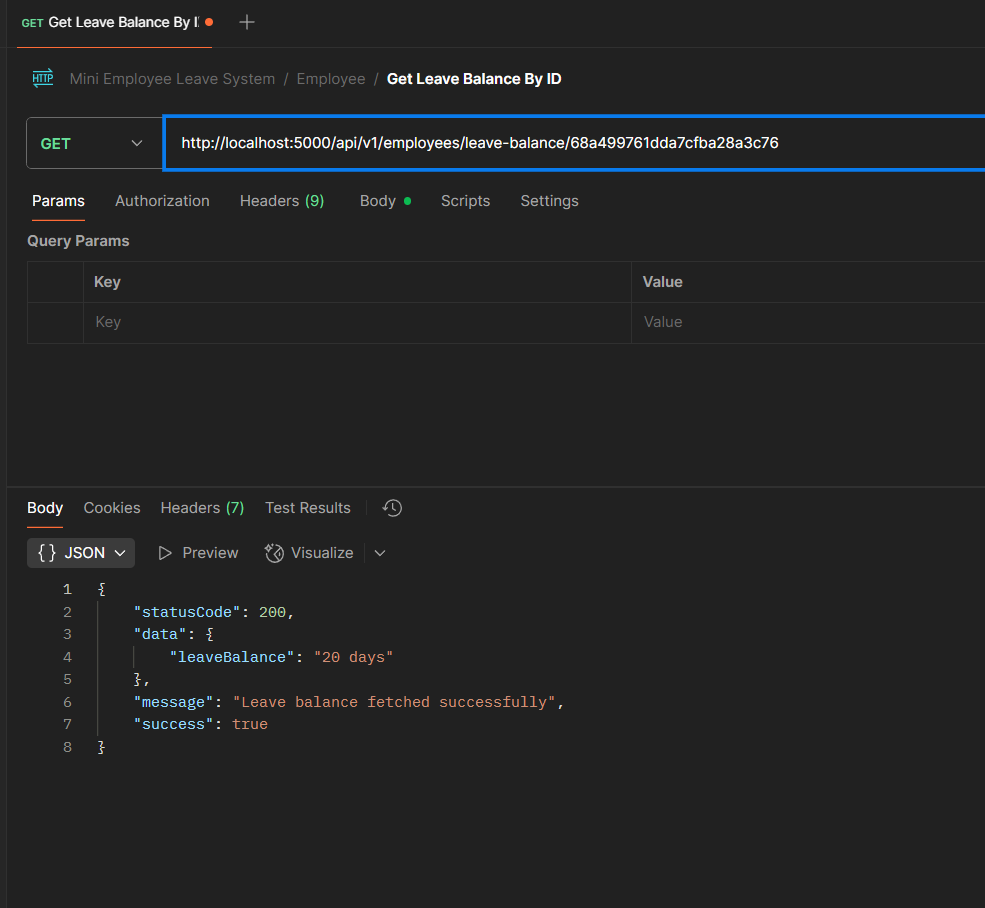 GET Get Leave Balance By I
HTTP Mini Employee Leave System / Employee / Get Leave Balance By ID
GET http://localhost:5000/api/v1/employees/leave-balance/68a499761dda7cfba28a3c76
Params Authorization Headers (9) Body Scripts Settings
Query Params
Key Value
Key Value
Body Cookies Headers (7) Test Results
{} JSON Preview Visualize
1 {
2 "statusCode": 200,
3 "data": {
4 "leaveBalance": "20 days"
5 },
6 "message": "Leave balance fetched successfully",
7 "success": true
8 }